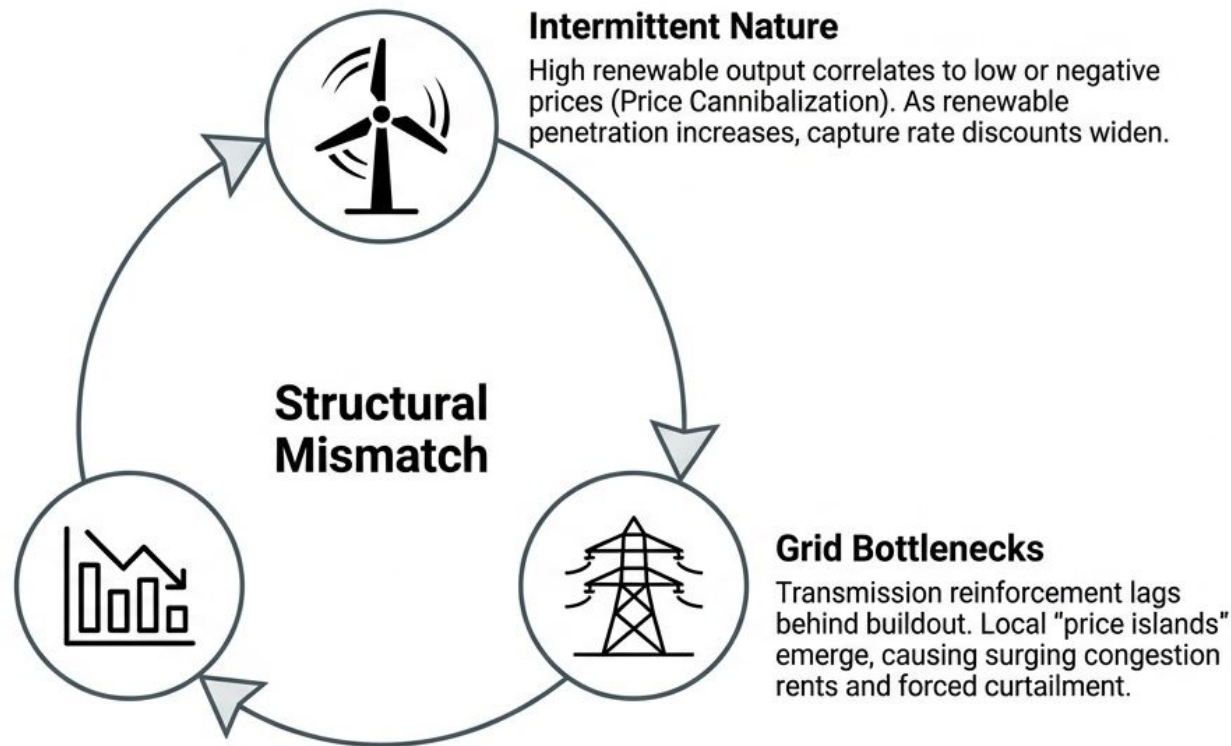 Intermittent Nature
High renewable output correlates to low or negative
prices (Price Cannibalization). As renewable
penetration increases, capture rate discounts widen.
Structural
Mismatch
Grid Bottlenecks
Transmission reinforcement lags
behind buildout. Local "price islands"
emerge, causing surging congestion
rents and forced curtailment.